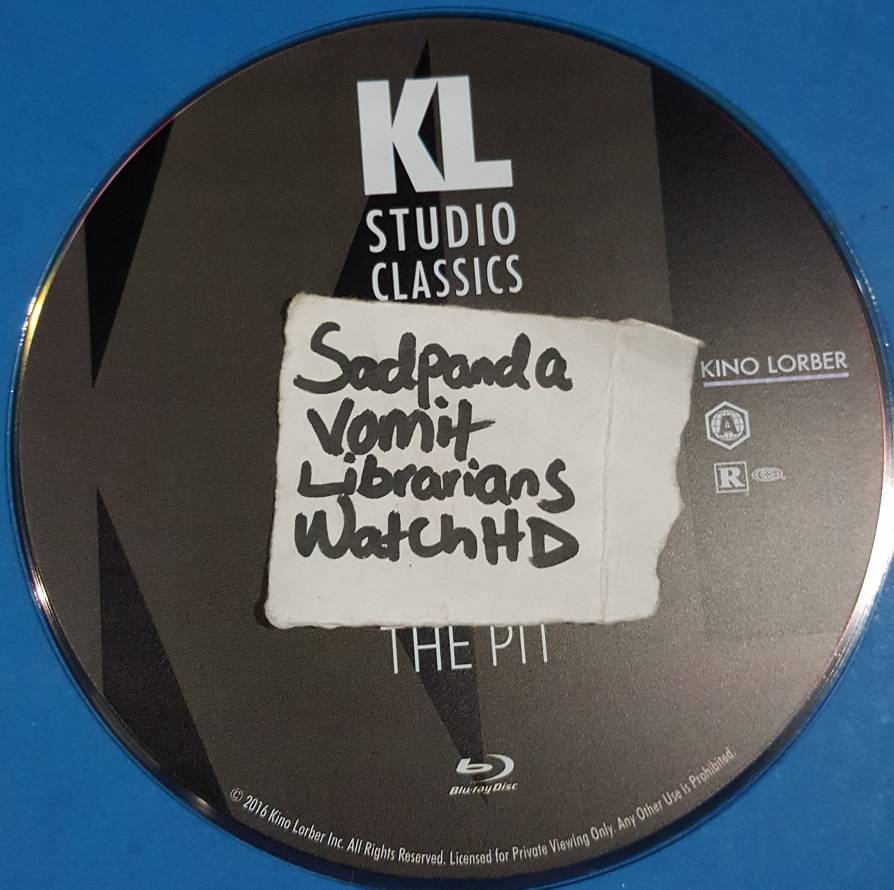 KL
STUDIO
CLASSICS
Sadpanda
Vomit
Librarians
WatchHD
KINO LORBER
A
R
THE PIT
Blu-ray Disc
© 2016 Kino Lorber Inc. All Rights Reserved. Licensed for Private Viewing Only. Any Other Use is Prohibited.